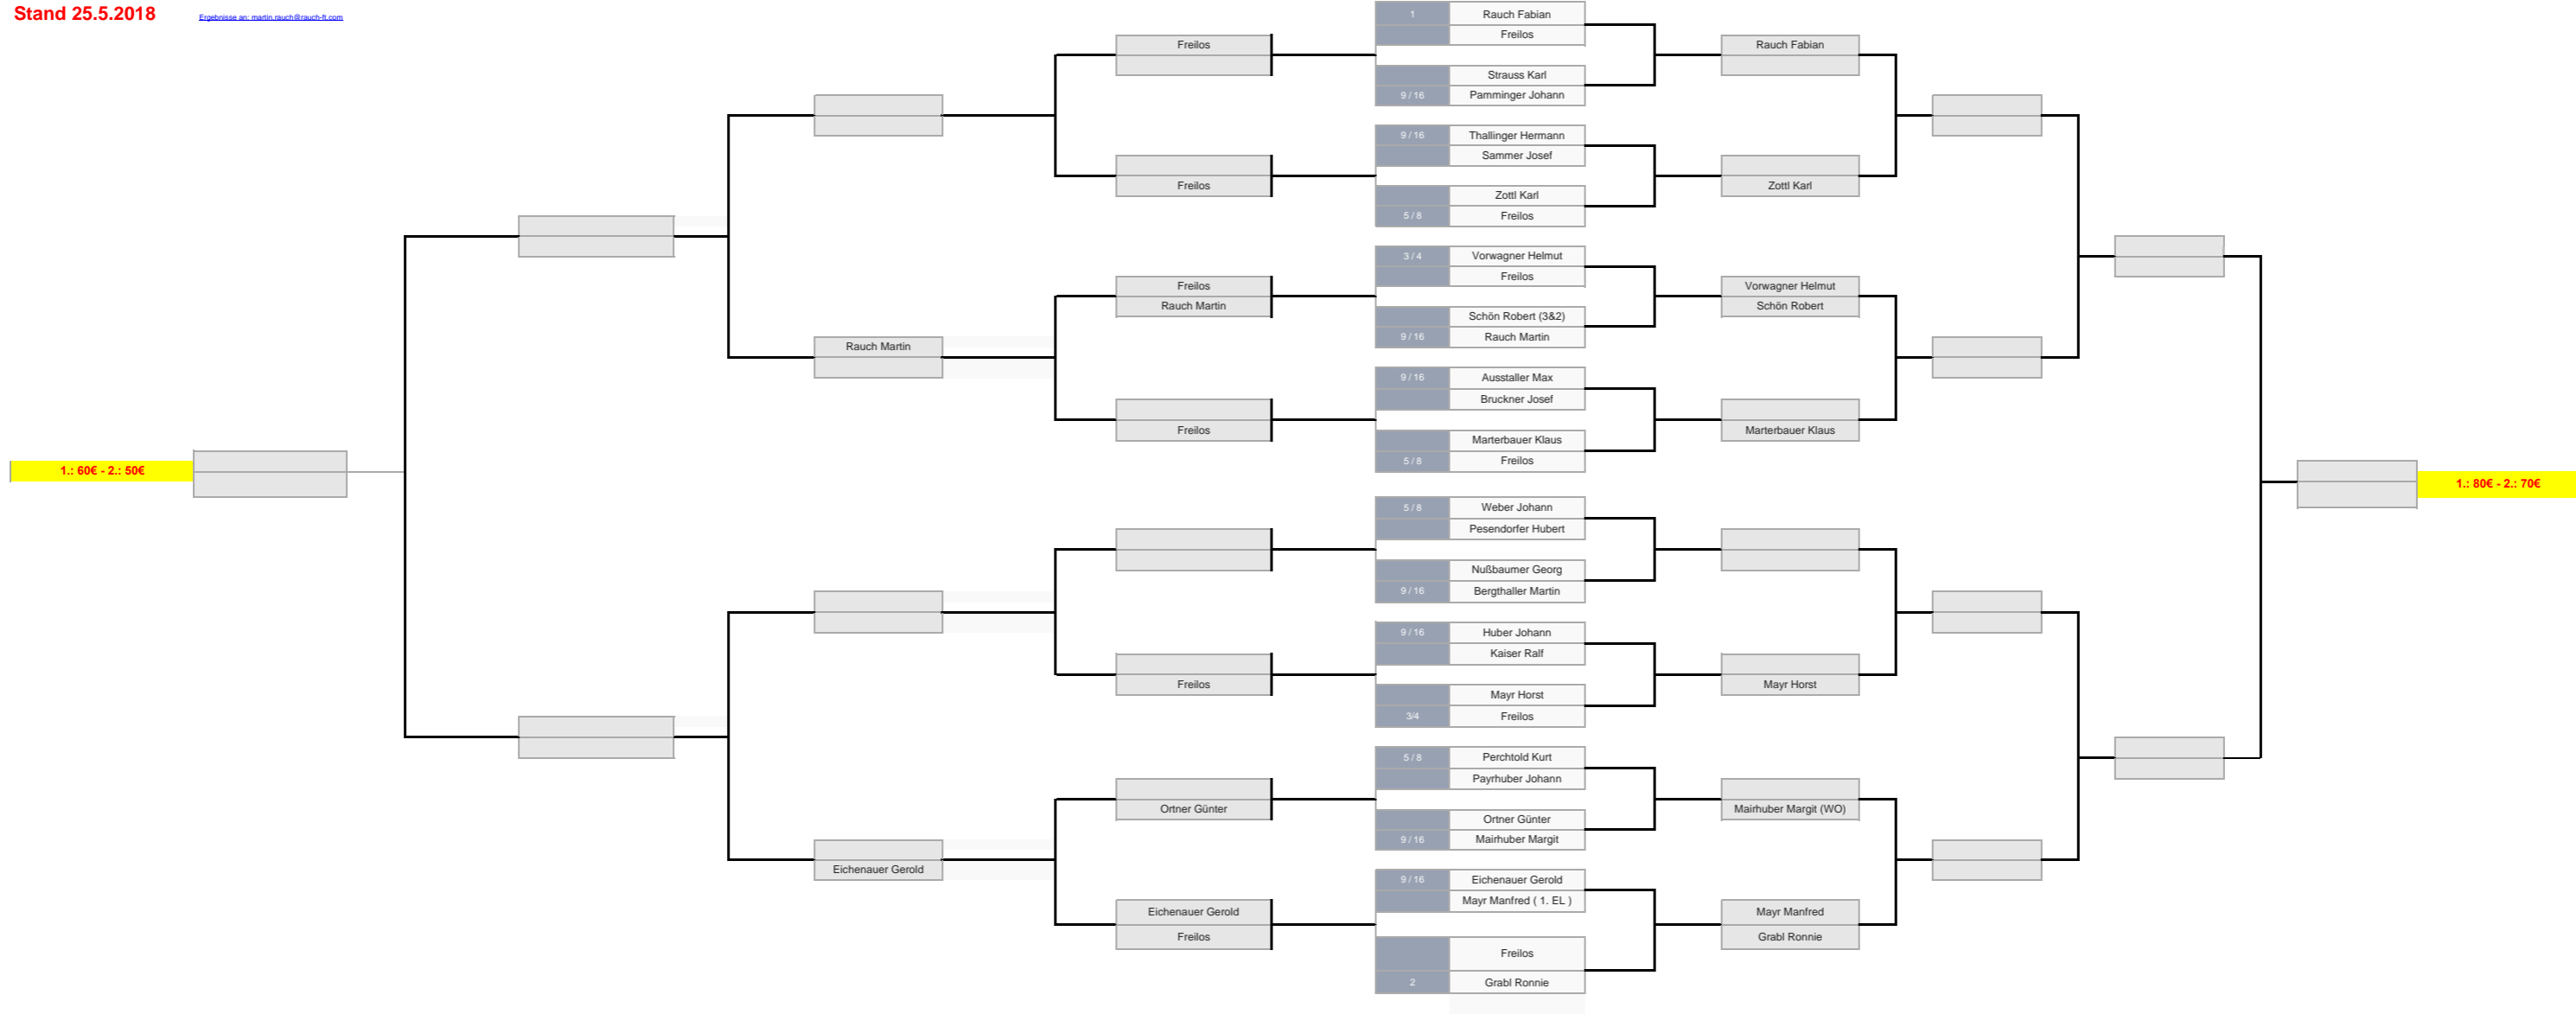 Stand 25.5.2018 Ergebnisse an: martin.rauch@rauch-ft.com
1 Rauch Fabian
Freilos
Freilos Rauch Fabian
Strauss Karl
9 / 16 Pamminger Johann
9 / 16 Thallinger Hermann
Sammer Josef
Freilos Zottl Karl
Zottl Karl
5 / 8 Freilos
3 / 4 Vorwagner Helmut
Freilos
Freilos Vorwagner Helmut
Rauch Martin Schön Robert
Schön Robert (3&2)
9 / 16 Rauch Martin
Rauch Martin
9 / 16 Ausstaller Max
Bruckner Josef
Freilos Marterbauer Klaus
Marterbauer Klaus
5 / 8 Freilos
1.: 60€ - 2.: 50€
1.: 80€ - 2.: 70€
5 / 8 Weber Johann
Pesendorfer Hubert
Nußbaumer Georg
9 / 16 Bergthaller Martin
9 / 16 Huber Johann
Kaiser Ralf
Freilos Mayr Horst
Mayr Horst
3/4 Freilos
5 / 8 Perchtold Kurt
Payrhuber Johann
Ortner Günter Mairhuber Margit (WO)
Ortner Günter
9 / 16 Mairhuber Margit
Eichenauer Gerold
9 / 16 Eichenauer Gerold
Mayr Manfred ( 1. EL )
Eichenauer Gerold Mayr Manfred
Freilos Grabl Ronnie
Freilos
2 Grabl Ronnie